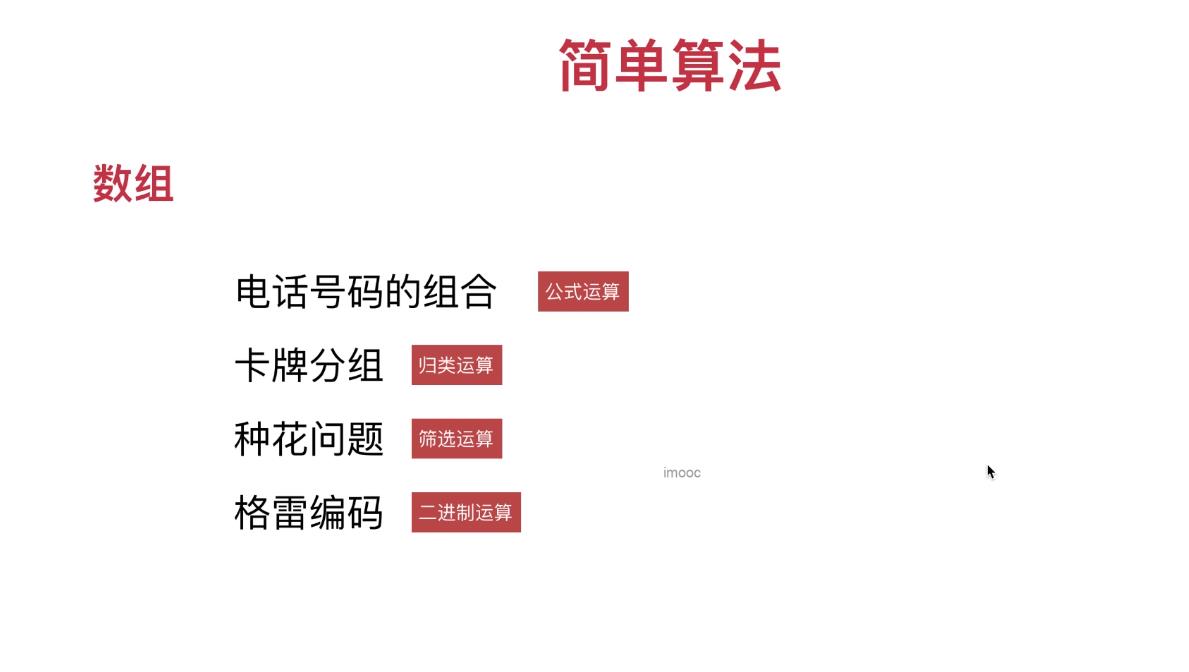 简单算法
数组
电话号码的组合 公式运算
卡牌分组 归类运算
种花问题 筛选运算
imooc
格雷编码 二进制运算